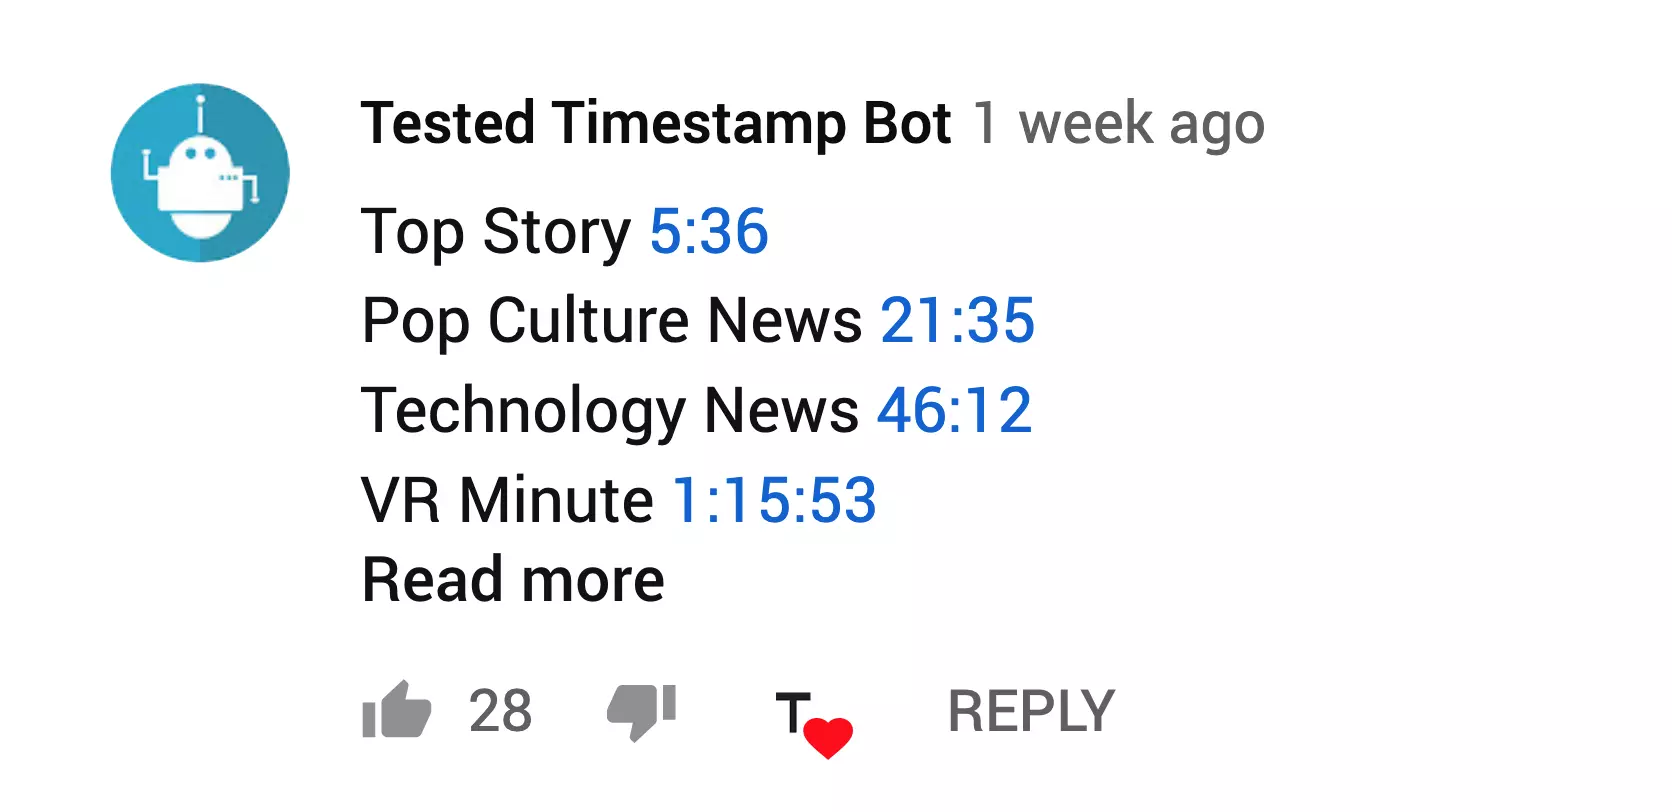 Tested Timestamp Bot 1 week ago
Top Story 5:36
Pop Culture News 21:35
Technology News 46:12
VR Minute 1:15:53
Read more
28 T REPLY